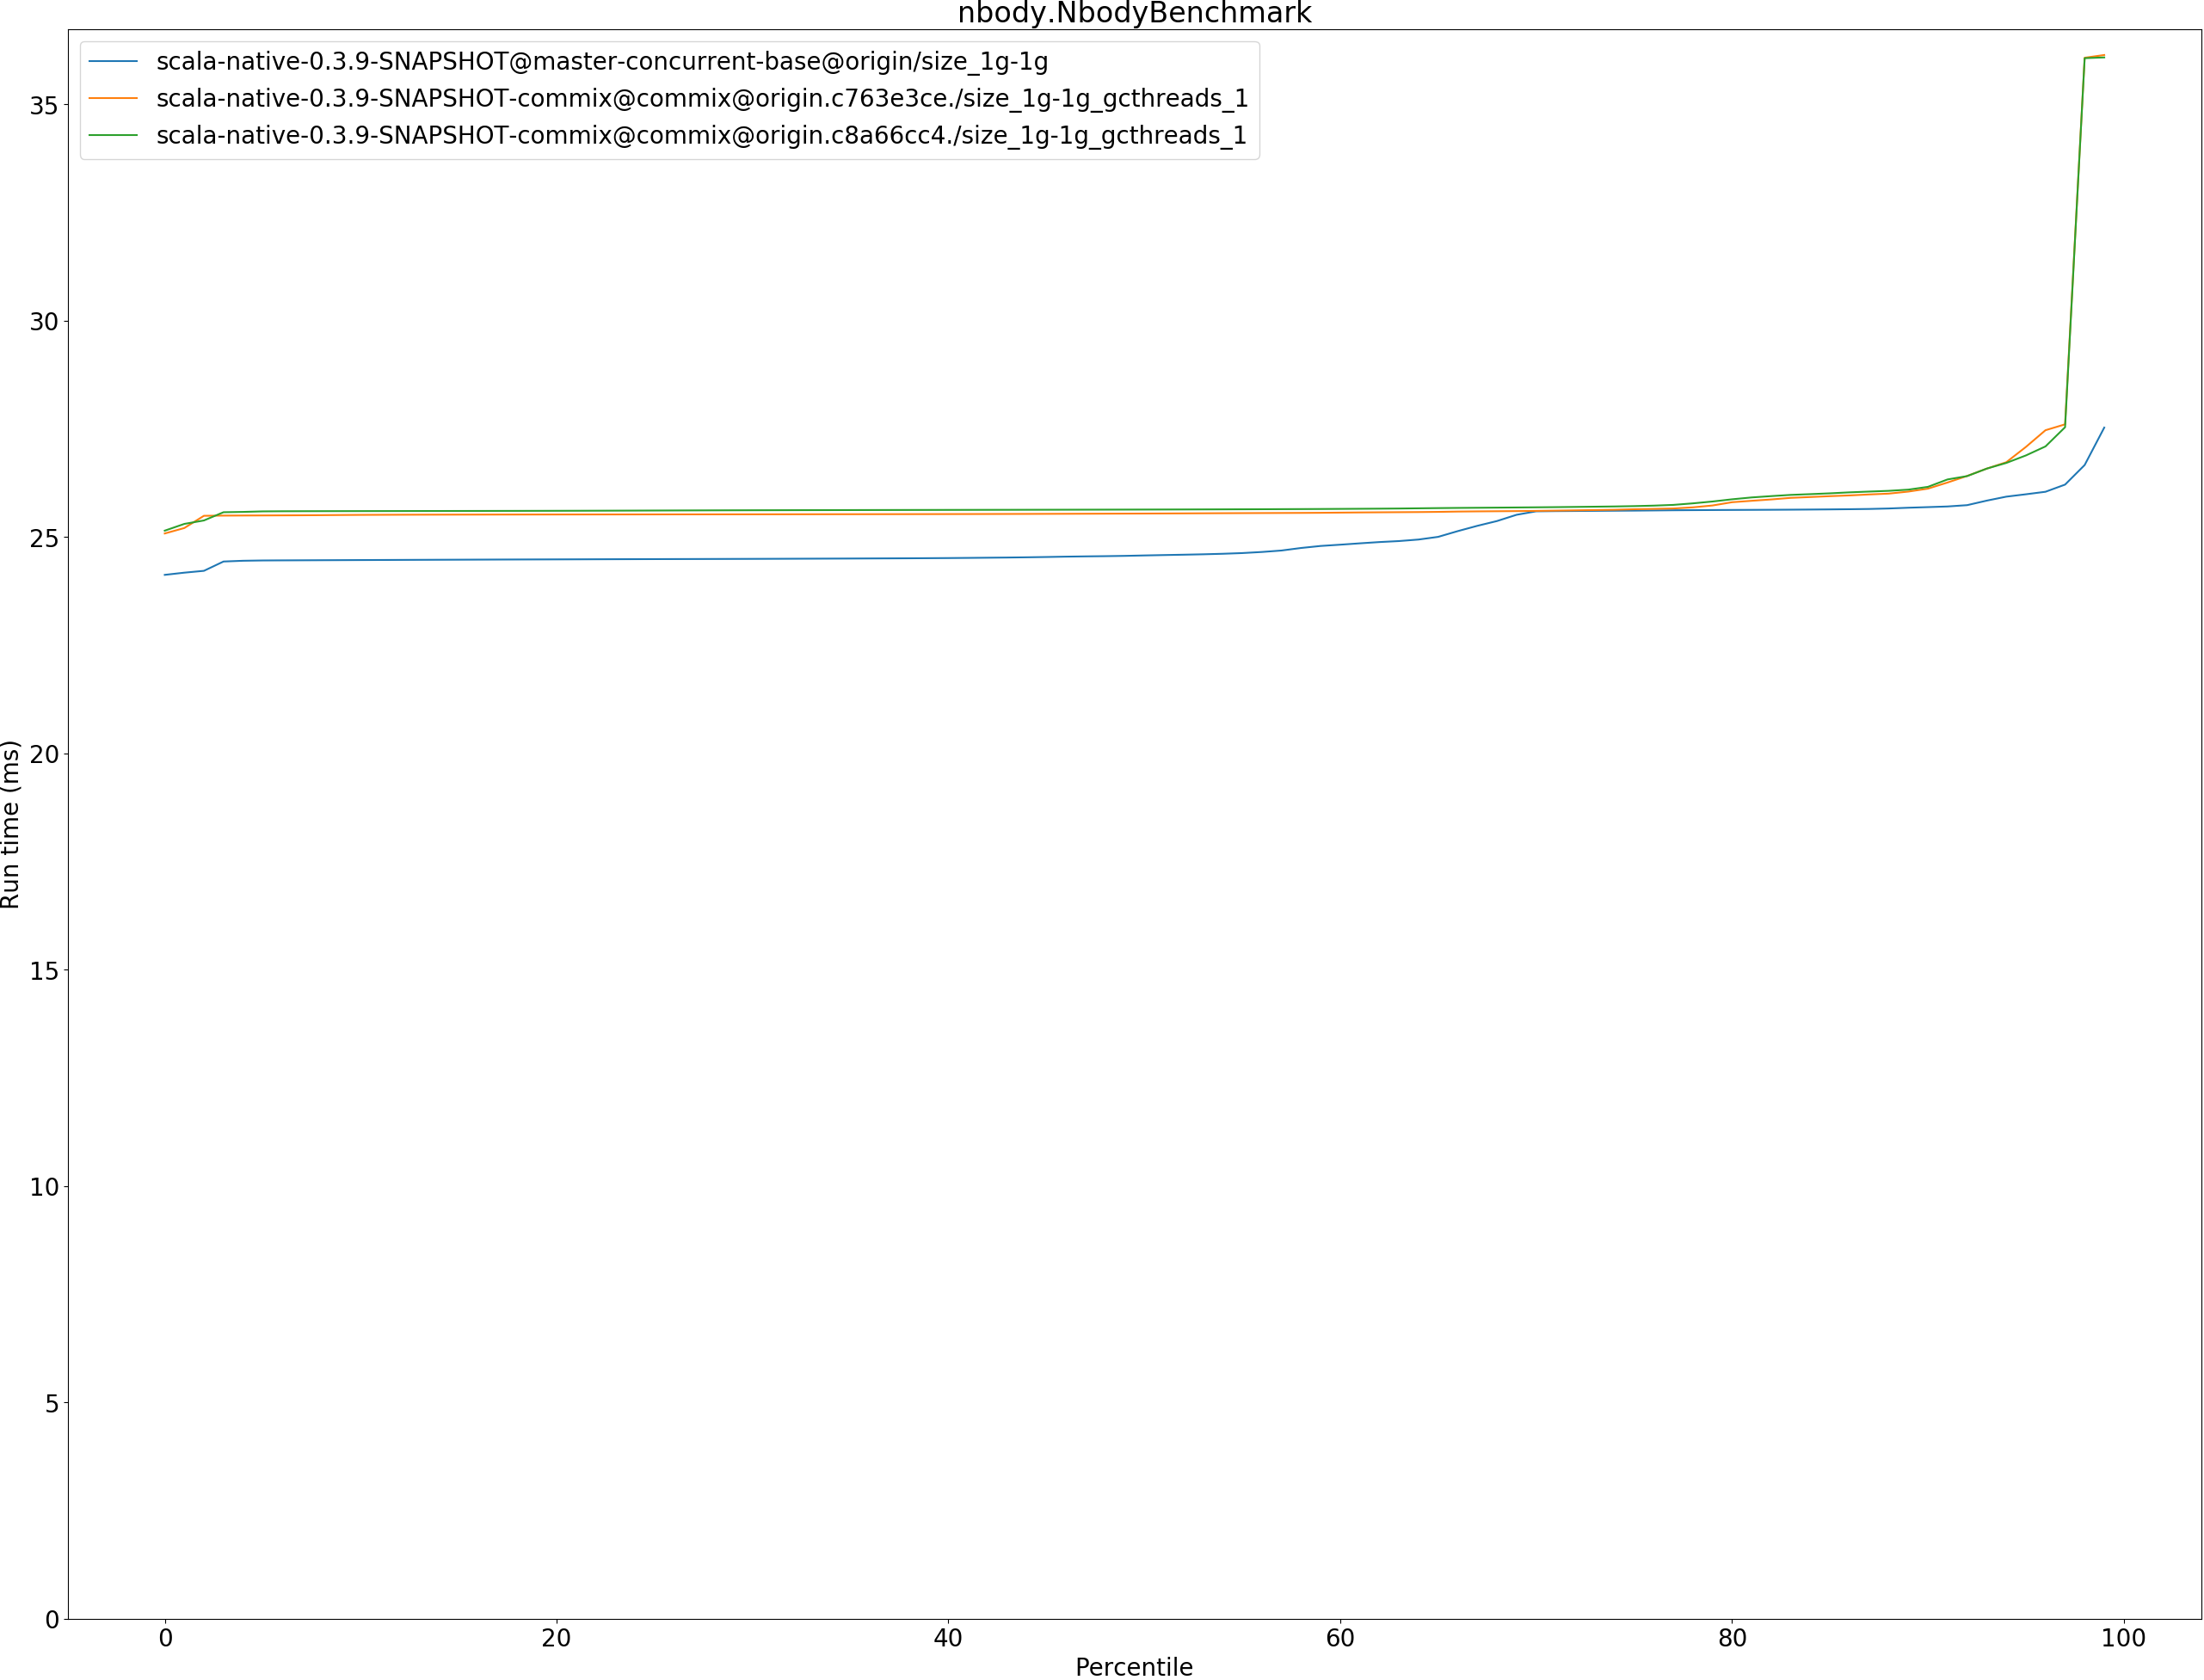 nbody.NbodyBenchmark
scala-native-0.3.9-SNAPSHOT@master-concurrent-base@origin/size_1g-1g
scala-native-0.3.9-SNAPSHOT-commix@commix@origin.c763e3ce./size_1g-1g_gcthreads_1
scala-native-0.3.9-SNAPSHOT-commix@commix@origin.c8a66cc4./size_1g-1g_gcthreads_1
35
30
25
20
15
10
5
0
Run time (ms)
0 20 40 60 80 100
Percentile